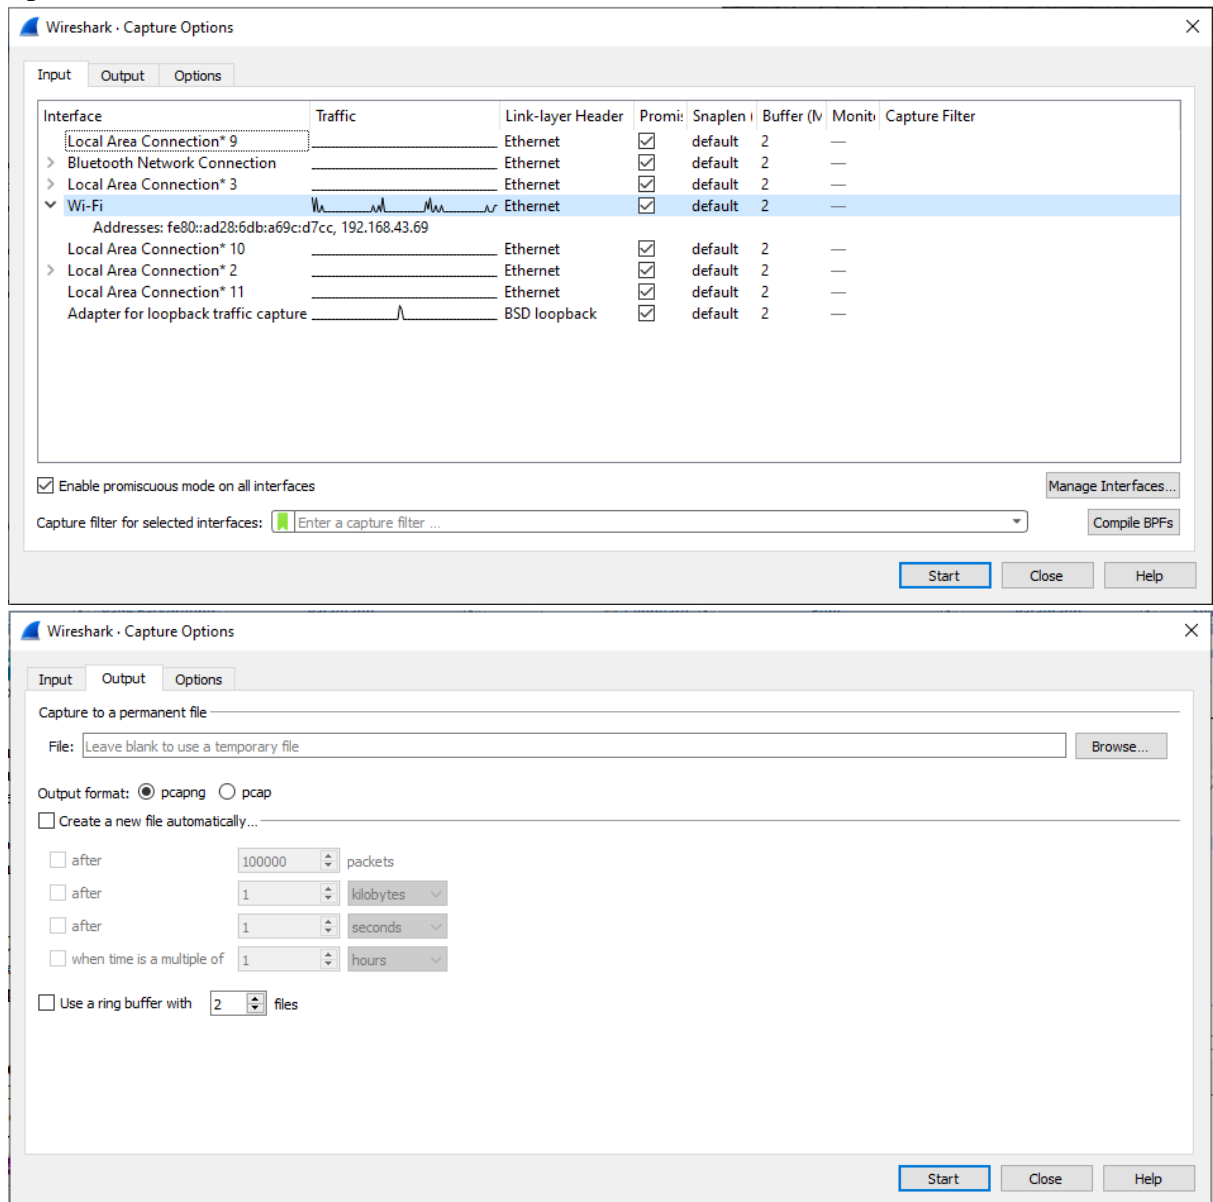 Wireshark · Capture Options
Input Output Options
Interface Traffic Link-layer Header Promis Snaplen ( Buffer (M Monito Capture Filter
Local Area Connection* 9 Ethernet default 2 —
Bluetooth Network Connection Ethernet default 2 —
Local Area Connection* 3 Ethernet default 2 —
Wi-Fi Ethernet default 2 —
Addresses: fe80::ad28:6db:a69c:d7cc, 192.168.43.69
Local Area Connection* 10 Ethernet default 2 —
Local Area Connection* 2 Ethernet default 2 —
Local Area Connection* 11 Ethernet default 2 —
Adapter for loopback traffic capture BSD loopback default 2 —
Enable promiscuous mode on all interfaces Manage Interfaces...
Capture filter for selected interfaces: Enter a capture filter ... Compile BPFs
Start Close Help
Wireshark · Capture Options
Input Output Options
Capture to a permanent file
File: Leave blank to use a temporary file Browse...
Output format: pcapng pcap
Create a new file automatically...
after 100000 packets
after 1 kilobytes
after 1 seconds
when time is a multiple of 1 hours
Use a ring buffer with 2 files
Start Close Help